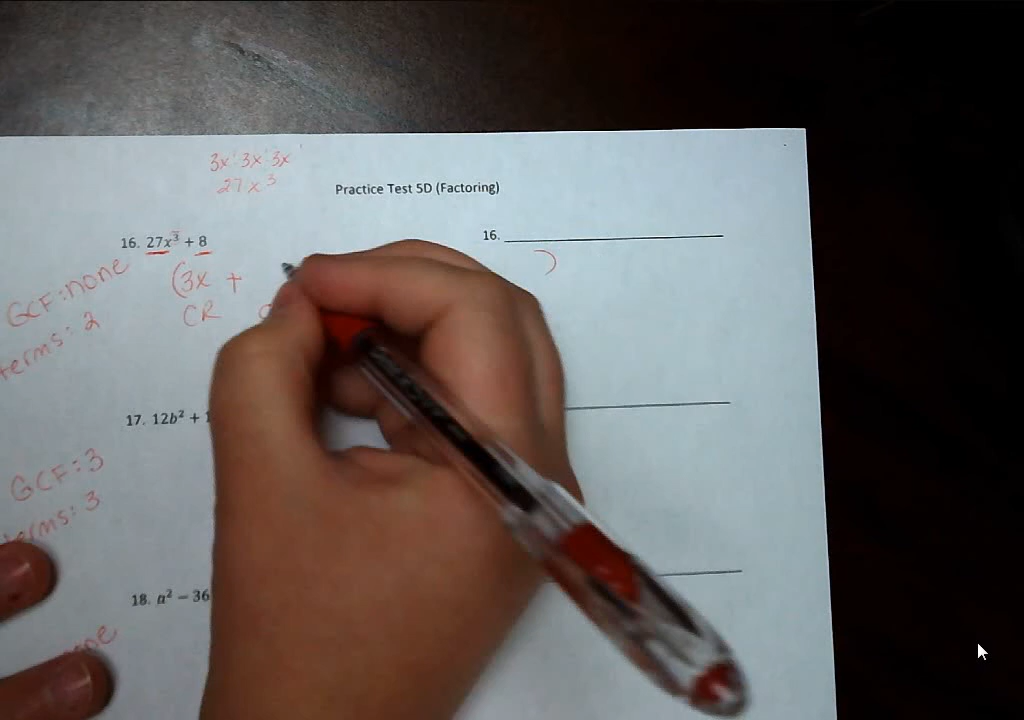 3x · 3x · 3x
27x³
Practice Test 5D (Factoring)
16. 27x³ + 8
16.
GCF: none
(3x + )
terms: 2
CR
17. 12b² +
GCF: 3
terms: 3
18. a² − 36